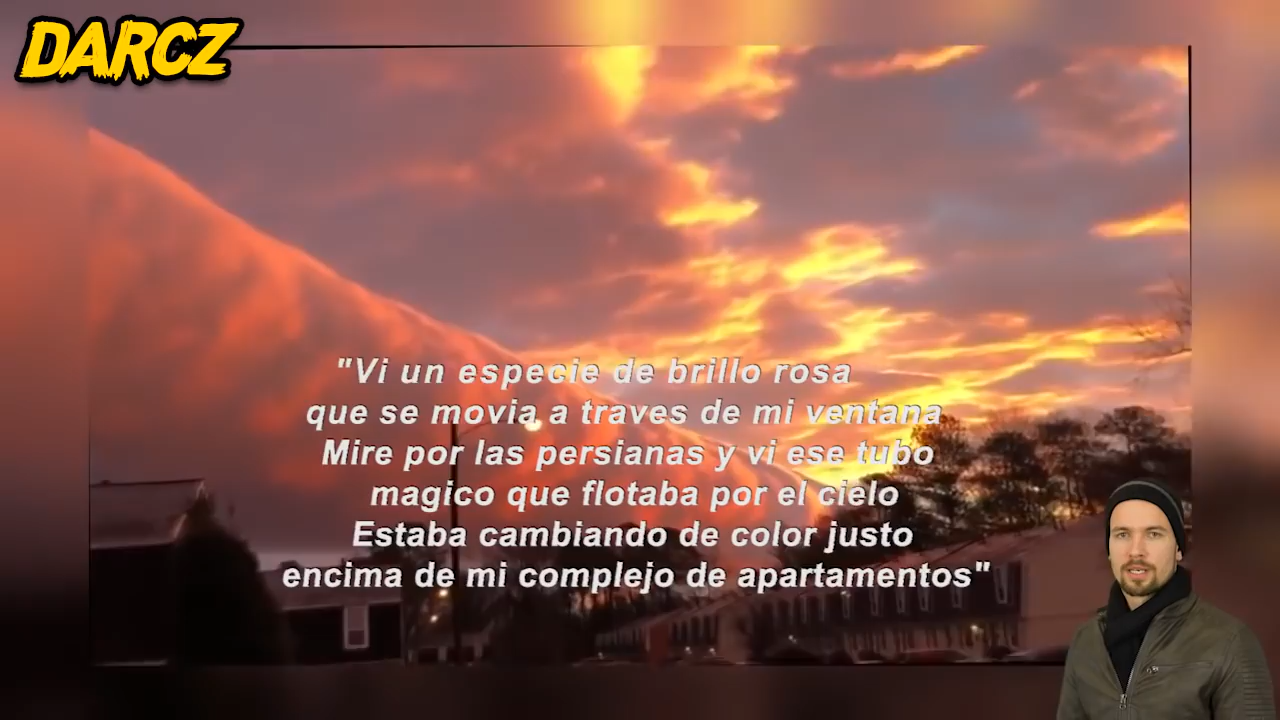 DARCZ
"Vi un especie de brillo rosa
que se movia a traves de mi ventana
Mire por las persianas y vi ese tubo
magico que flotaba por el cielo
Estaba cambiando de color justo
encima de mi complejo de apartamentos"